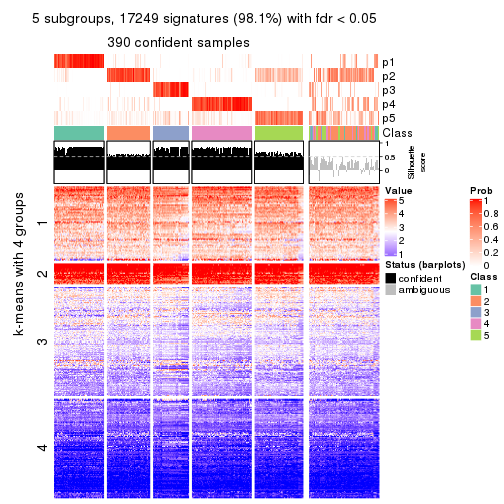 5 subgroups, 17249 signatures (98.1%) with fdr < 0.05
390 confident samples
p1
p2
p3
p4
p5
Class
1
0.5
0
Silhouette
score
k-means with 4 groups
1
2
3
4
Value
5
4
3
2
1
Status (barplots)
confident
ambiguous
Prob
1
0.8
0.6
0.4
0.2
0
Class
1
2
3
4
5